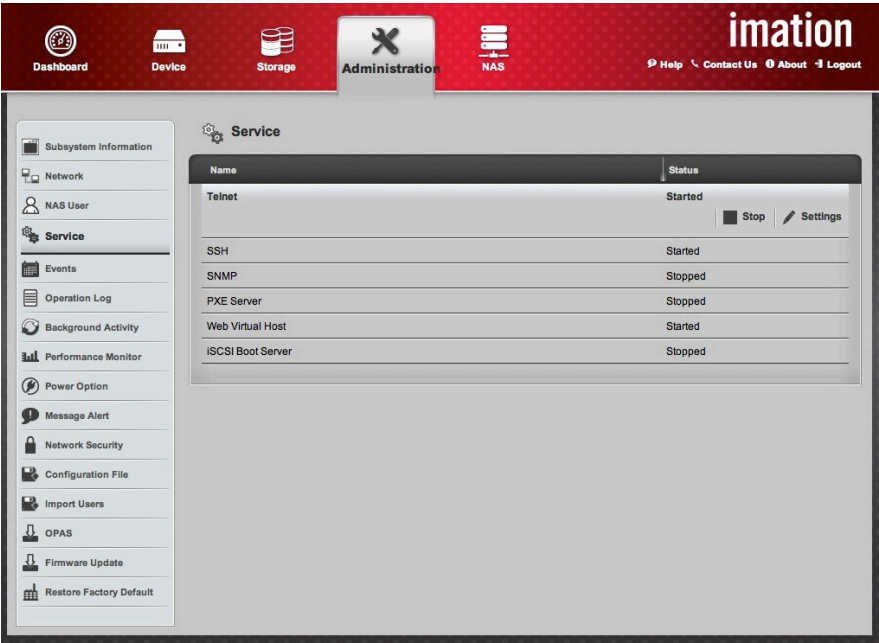 imation
Dashboard
Device
Storage
Administration
NAS
Help
Contact Us
About
Logout
Subsystem Information
Network
NAS User
Service
Events
Operation Log
Background Activity
Performance Monitor
Power Option
Message Alert
Network Security
Configuration File
Import Users
OPAS
Firmware Update
Restore Factory Default
Service
Name Status
Telnet Started
Stop Settings
SSH Started
SNMP Stopped
PXE Server Stopped
Web Virtual Host Started
iSCSI Boot Server Stopped